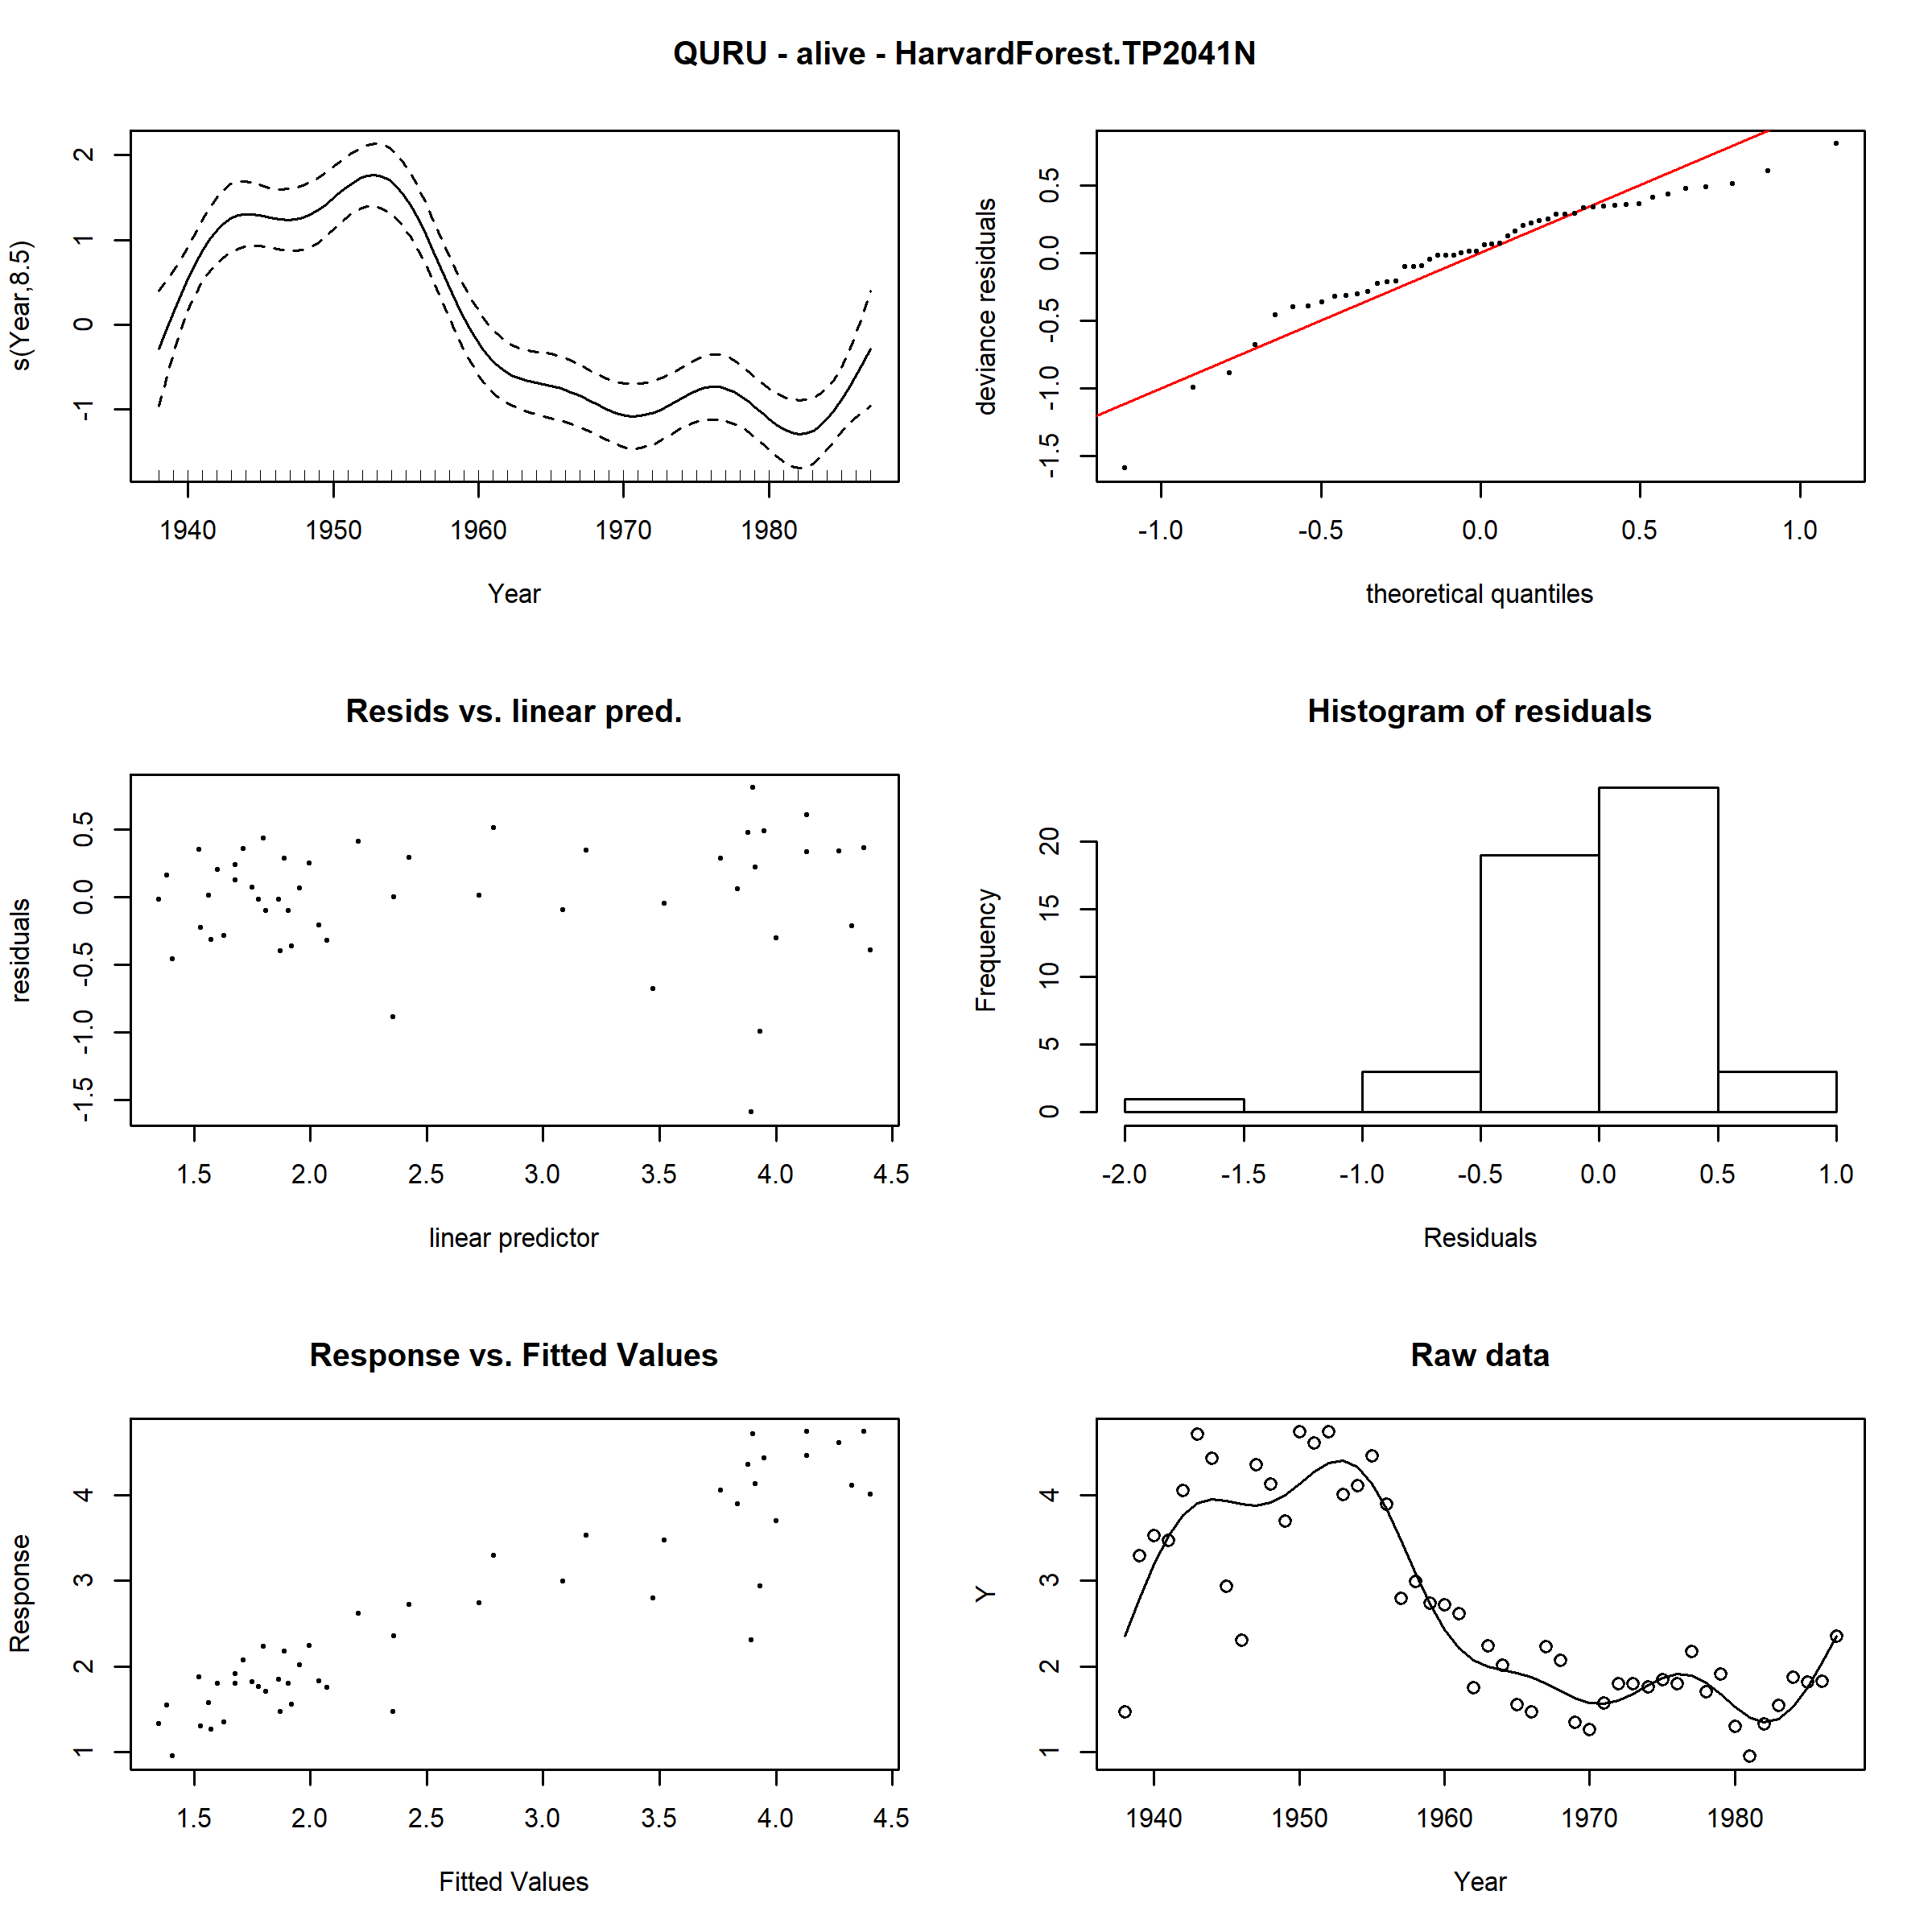 QURU - alive - HarvardForest.TP2041N
s(Year,8.5)
2
1
0
-1
1940 1950 1960 1970 1980
Year
deviance residuals
0.5
0.0
-0.5
-1.0
-1.5
-1.0 -0.5 0.0 0.5 1.0
theoretical quantiles
Resids vs. linear pred.
residuals
0.5
0.0
-0.5
-1.0
-1.5
1.5 2.0 2.5 3.0 3.5 4.0 4.5
linear predictor
Histogram of residuals
Frequency
20
15
10
5
0
-2.0 -1.5 -1.0 -0.5 0.0 0.5 1.0
Residuals
Response vs. Fitted Values
Response
4
3
2
1
1.5 2.0 2.5 3.0 3.5 4.0 4.5
Fitted Values
Raw data
Y
4
3
2
1
1940 1950 1960 1970 1980
Year